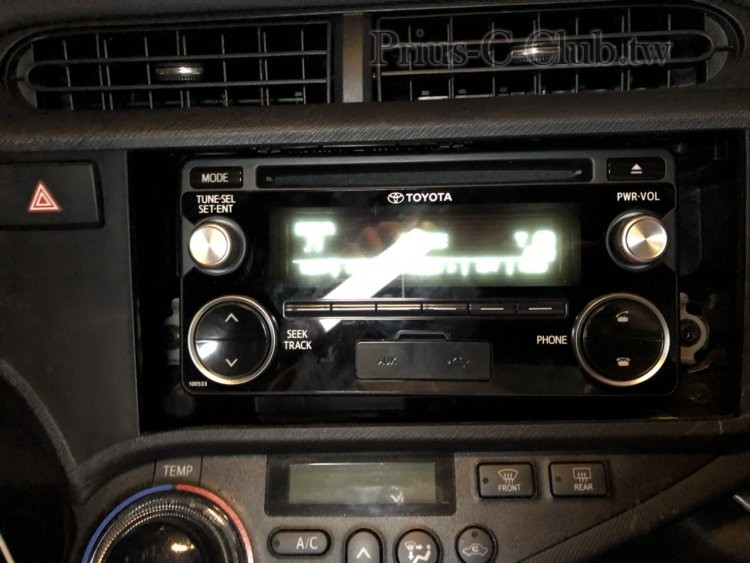 Prius-C-Club.tw
MODE
TUNE•SEL
SET•ENT
TOYOTA
PWR•VOL
SEEK
TRACK
PHONE
AUX
100533
TEMP
FRONT
REAR
A/C